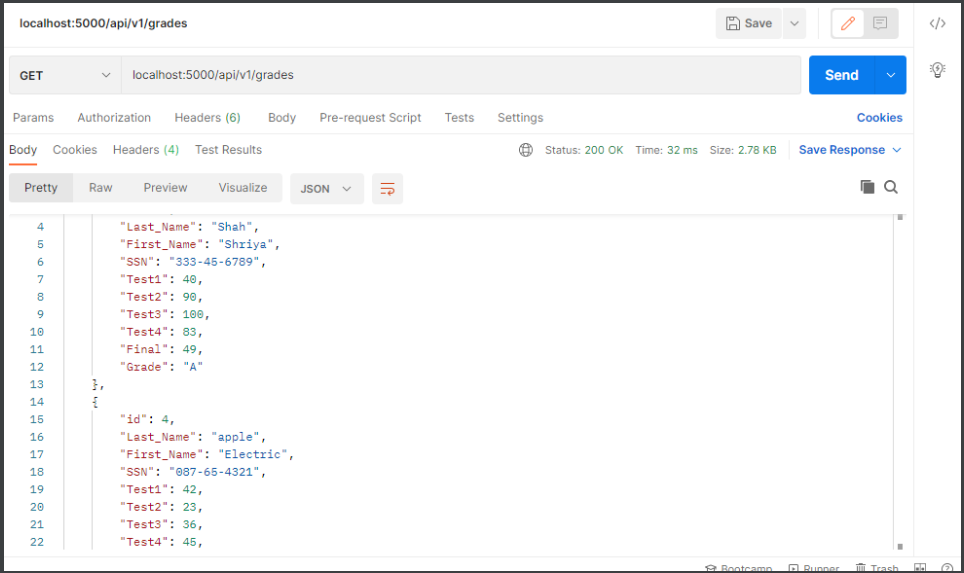 localhost:5000/api/v1/grades
Save
GET localhost:5000/api/v1/grades Send
Params Authorization Headers (6) Body Pre-request Script Tests Settings Cookies
Body Cookies Headers (4) Test Results Status: 200 OK Time: 32 ms Size: 2.78 KB Save Response
Pretty Raw Preview Visualize JSON
4 "Last_Name": "Shah",
5 "First_Name": "Shriya",
6 "SSN": "333-45-6789",
7 "Test1": 40,
8 "Test2": 90,
9 "Test3": 100,
10 "Test4": 83,
11 "Final": 49,
12 "Grade": "A"
13 },
14 {
15 "id": 4,
16 "Last_Name": "apple",
17 "First_Name": "Electric",
18 "SSN": "087-65-4321",
19 "Test1": 42,
20 "Test2": 23,
21 "Test3": 36,
22 "Test4": 45,
Bootcamp Runner Trash